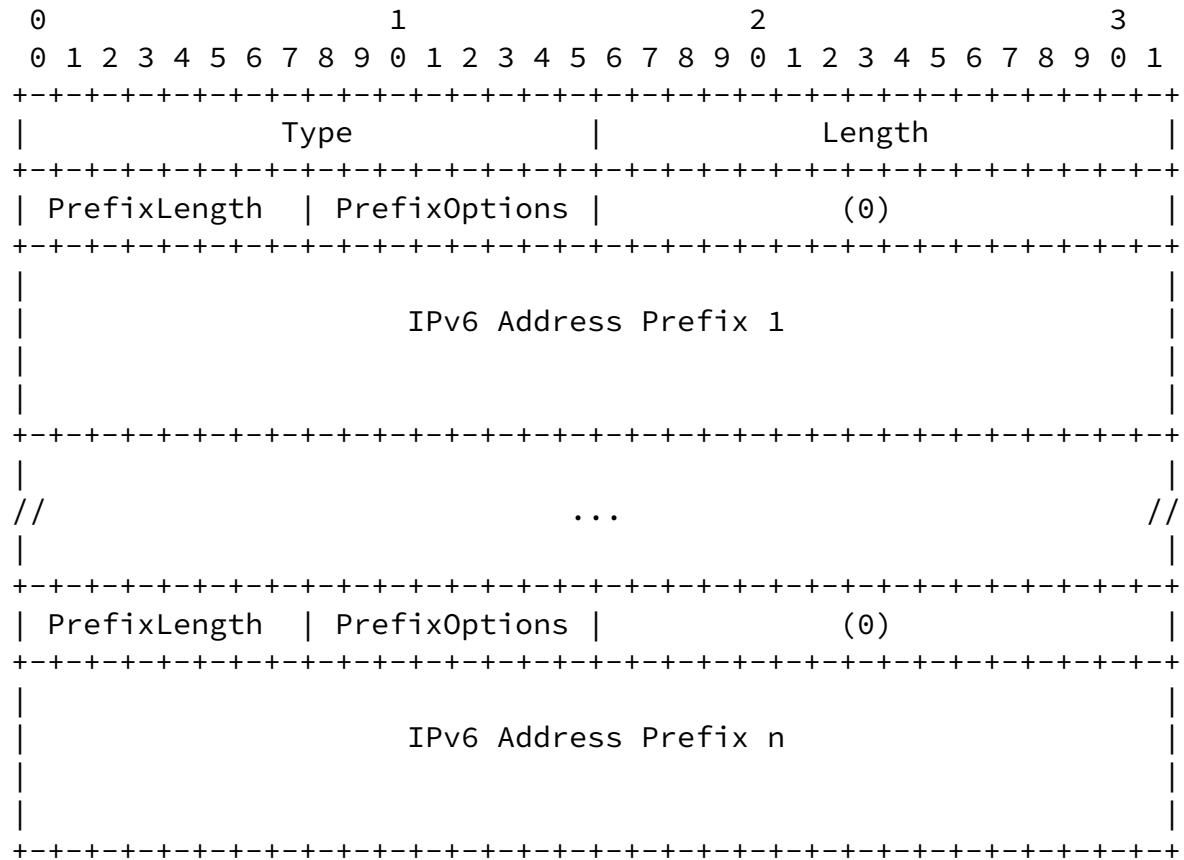 0                   1                   2                   3
 0 1 2 3 4 5 6 7 8 9 0 1 2 3 4 5 6 7 8 9 0 1 2 3 4 5 6 7 8 9 0 1
+-+-+-+-+-+-+-+-+-+-+-+-+-+-+-+-+-+-+-+-+-+-+-+-+-+-+-+-+-+-+-+-+
|              Type             |            Length             |
+-+-+-+-+-+-+-+-+-+-+-+-+-+-+-+-+-+-+-+-+-+-+-+-+-+-+-+-+-+-+-+-+
| PrefixLength  | PrefixOptions |             (0)               |
+-+-+-+-+-+-+-+-+-+-+-+-+-+-+-+-+-+-+-+-+-+-+-+-+-+-+-+-+-+-+-+-+
|                                                               |
|                     IPv6 Address Prefix 1                     |
|                                                               |
|                                                               |
+-+-+-+-+-+-+-+-+-+-+-+-+-+-+-+-+-+-+-+-+-+-+-+-+-+-+-+-+-+-+-+-+
|                                                               |
//                              ...                            //
|                                                               |
+-+-+-+-+-+-+-+-+-+-+-+-+-+-+-+-+-+-+-+-+-+-+-+-+-+-+-+-+-+-+-+-+
| PrefixLength  | PrefixOptions |             (0)               |
+-+-+-+-+-+-+-+-+-+-+-+-+-+-+-+-+-+-+-+-+-+-+-+-+-+-+-+-+-+-+-+-+
|                                                               |
|                     IPv6 Address Prefix n                     |
|                                                               |
|                                                               |
+-+-+-+-+-+-+-+-+-+-+-+-+-+-+-+-+-+-+-+-+-+-+-+-+-+-+-+-+-+-+-+-+